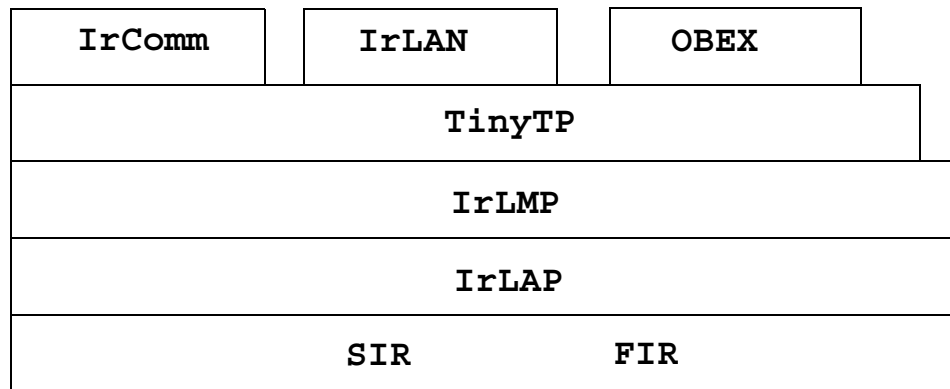 IrComm IrLAN OBEX
TinyTP
IrLMP
IrLAP
SIR FIR